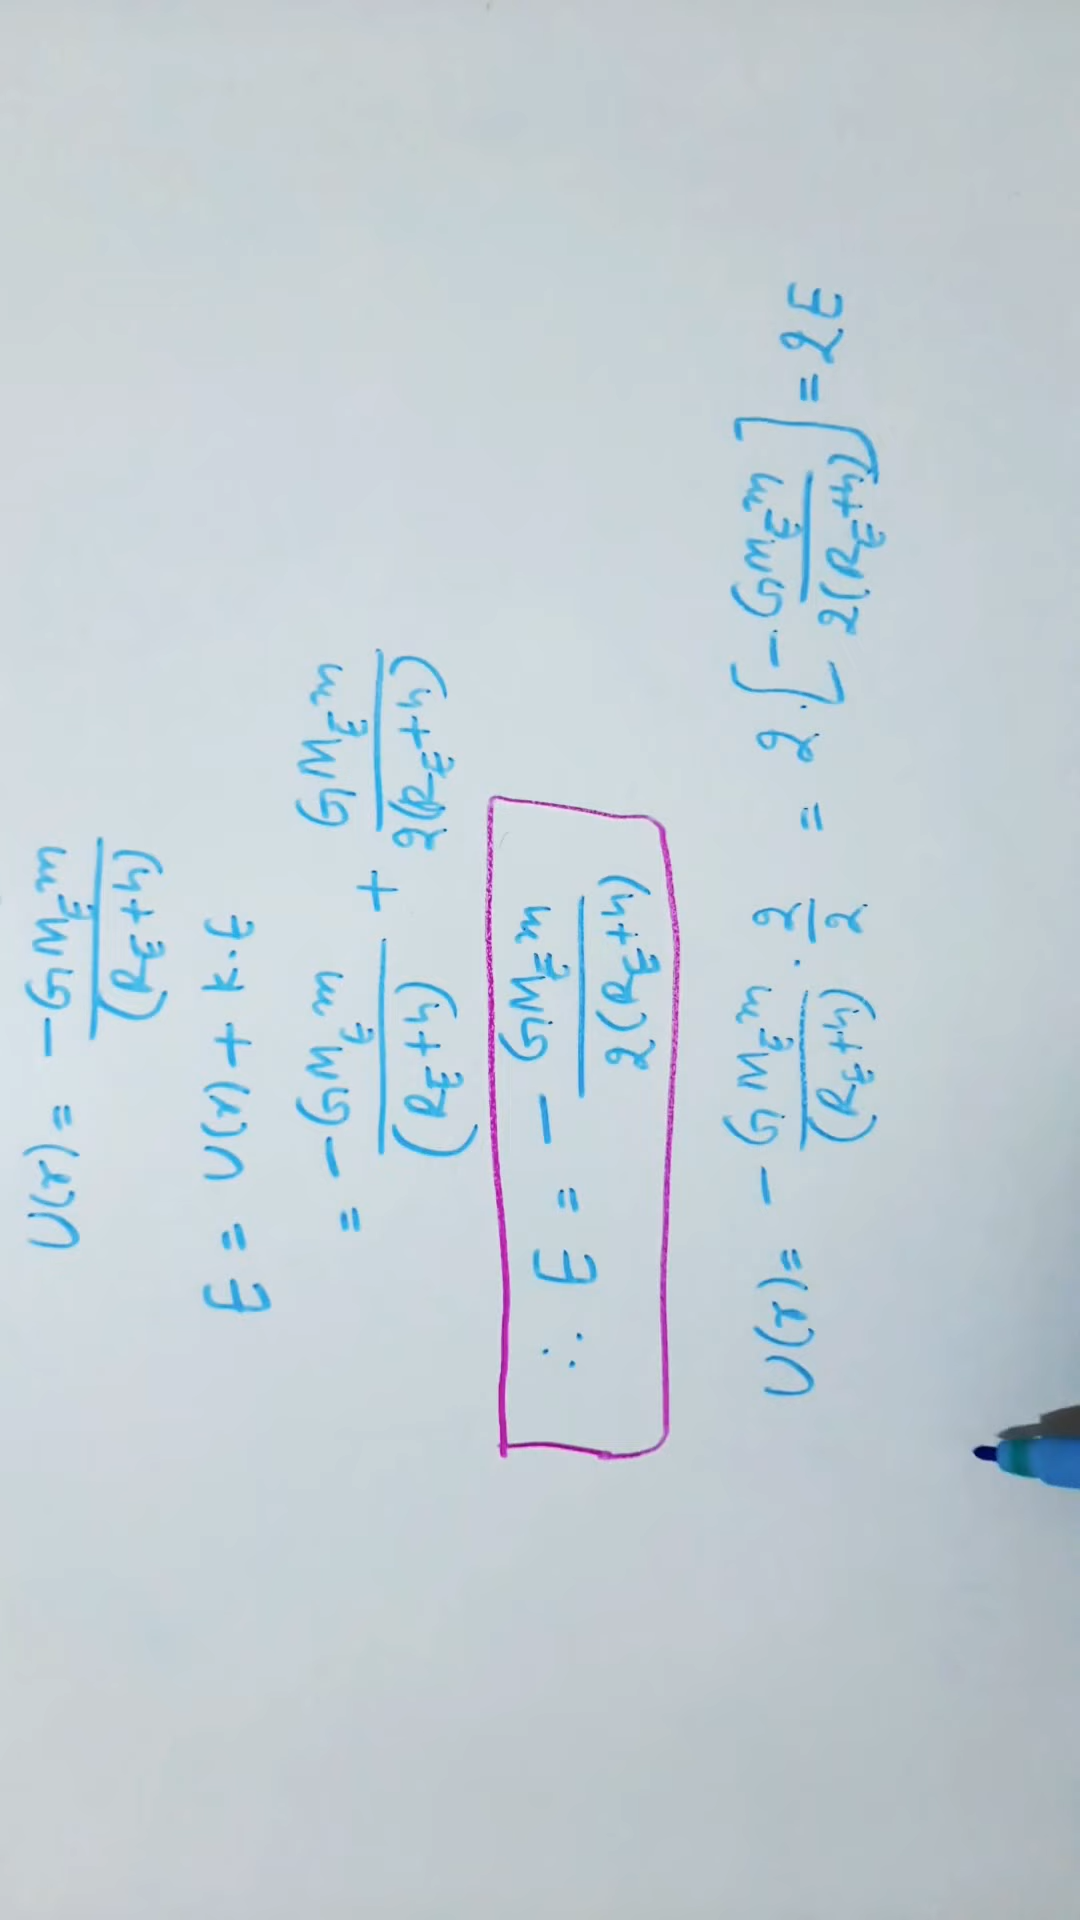 U(r) = - GM_E m / (R_E+h)
E = U(r) + K.E
= - GM_E m / (R_E+h) + GM_E m / 2(R_E+h)
∴ E = - GM_E m / 2(R_E+h)
U(r) = - GM_E m / (R_E+h) . 2/2 = 2 . [- GM_E m / 2(R_E+h)] = 2E